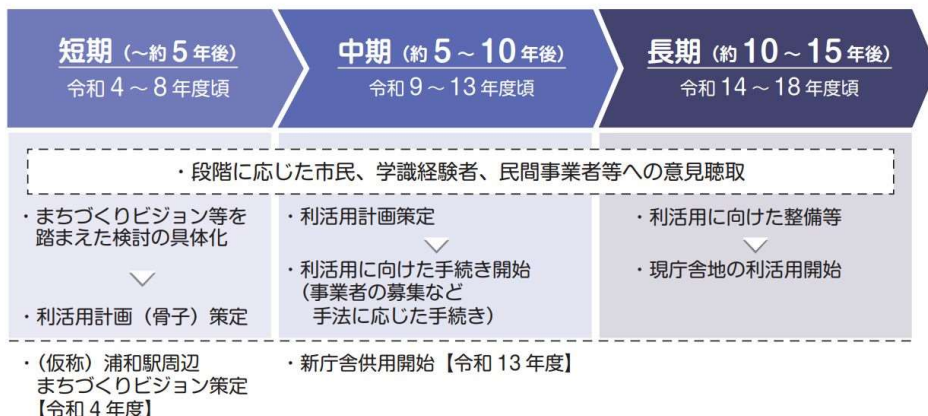 短期（～約5年後）
令和4～8年度頃
中期（約5～10年後）
令和9～13年度頃
長期（約10～15年後）
令和14～18年度頃
・段階に応じた市民、学識経験者、民間事業者等への意見聴取
・まちづくりビジョン等を
踏まえた検討の具体化
・利活用計画（骨子）策定
・利活用計画策定
・利活用に向けた手続き開始
（事業者の募集など
手法に応じた手続き）
・利活用に向けた整備等
・現庁舎地の利活用開始
・（仮称）浦和駅周辺
まちづくりビジョン策定
【令和4年度】
・新庁舎供用開始【令和13年度】